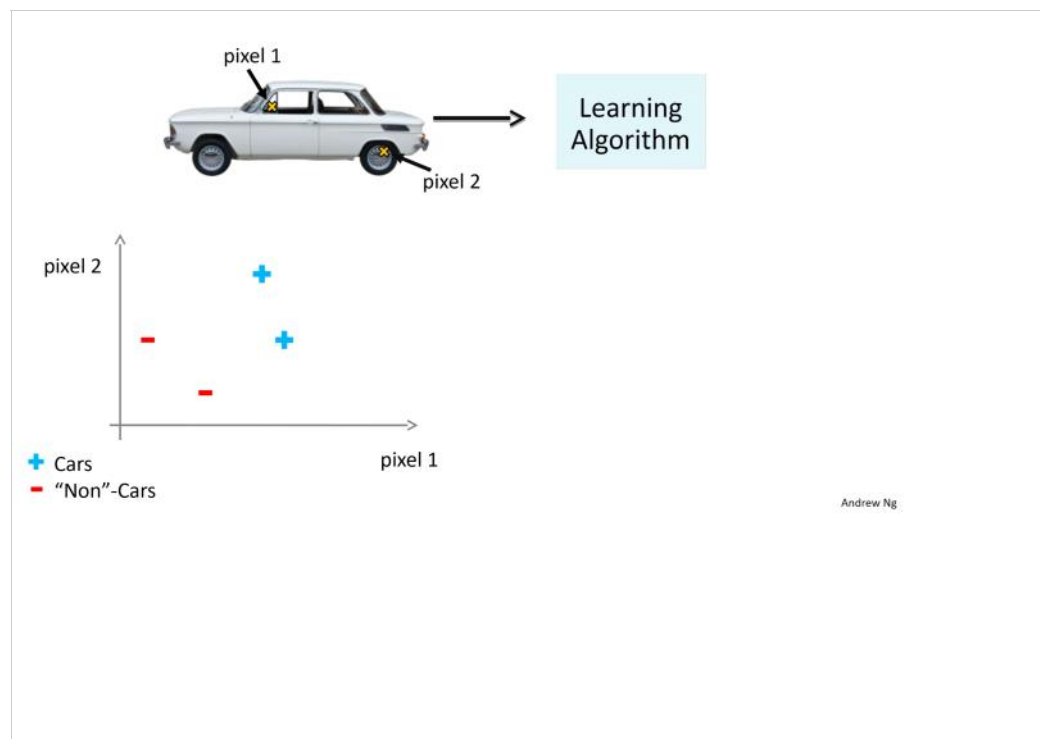 pixel 1
Learning
Algorithm
pixel 2
pixel 2
pixel 1
Cars
“Non”-Cars
Andrew Ng